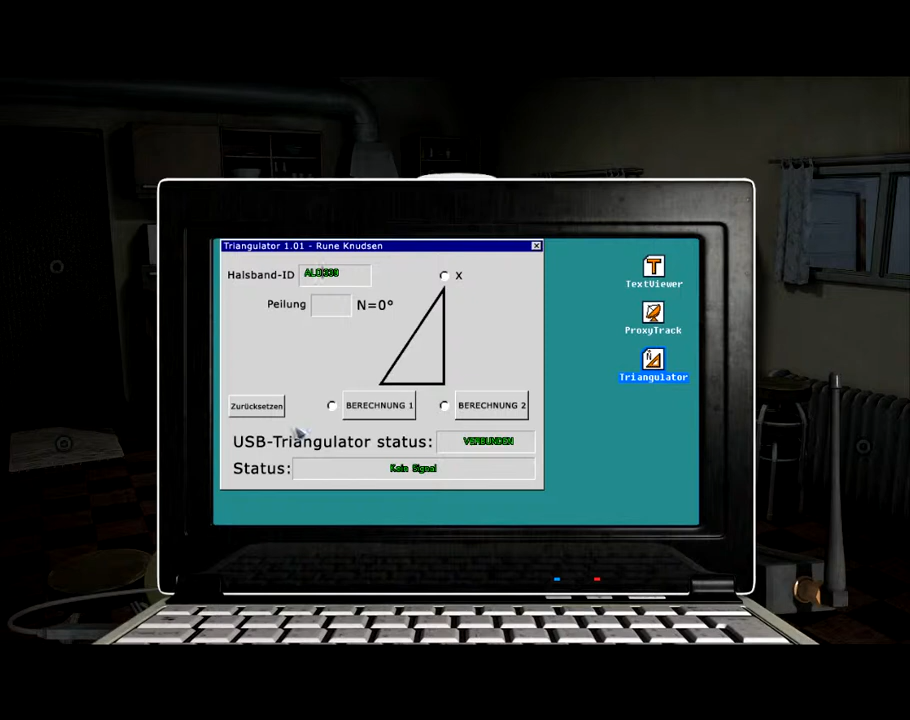 Triangulator 1.01 - Rune Knudsen
Halsband-ID
X
Peilung N=0°
Zurücksetzen
BERECHNUNG 1
BERECHNUNG 2
USB-Triangulator status: VERBUNDEN
Status: Kein Signal
TextViewer
ProxyTrack
N
Triangulator